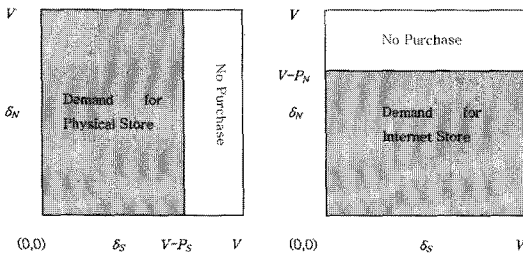 V
δN
Demand for
Physical Store
No Purchase
(0,0) δS V-PS V
V
No Purchase
V-PN
δN
Demand for
Internet Store
(0,0) δS V